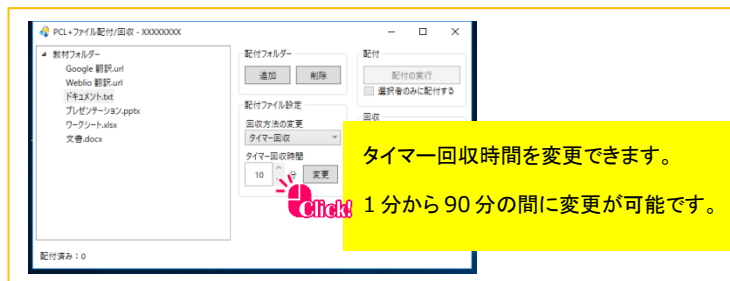 PCL+ファイル配付/回収 - XXXXXXXX
教材フォルダー
Google 翻訳.url
Weblio 翻訳.url
ドキュメント.txt
プレゼンテーション.pptx
ワークシート.xlsx
文書.docx
配付済み：0
配付フォルダー
追加 削除
配付ファイル設定
回収方法の変更
タイマー回収
タイマー回収時間
10 分 変更
配付
配付の実行
選択者のみに配付する
回収
Click!
タイマー回収時間を変更できます。
1 分から 90 分の間に変更が可能です。